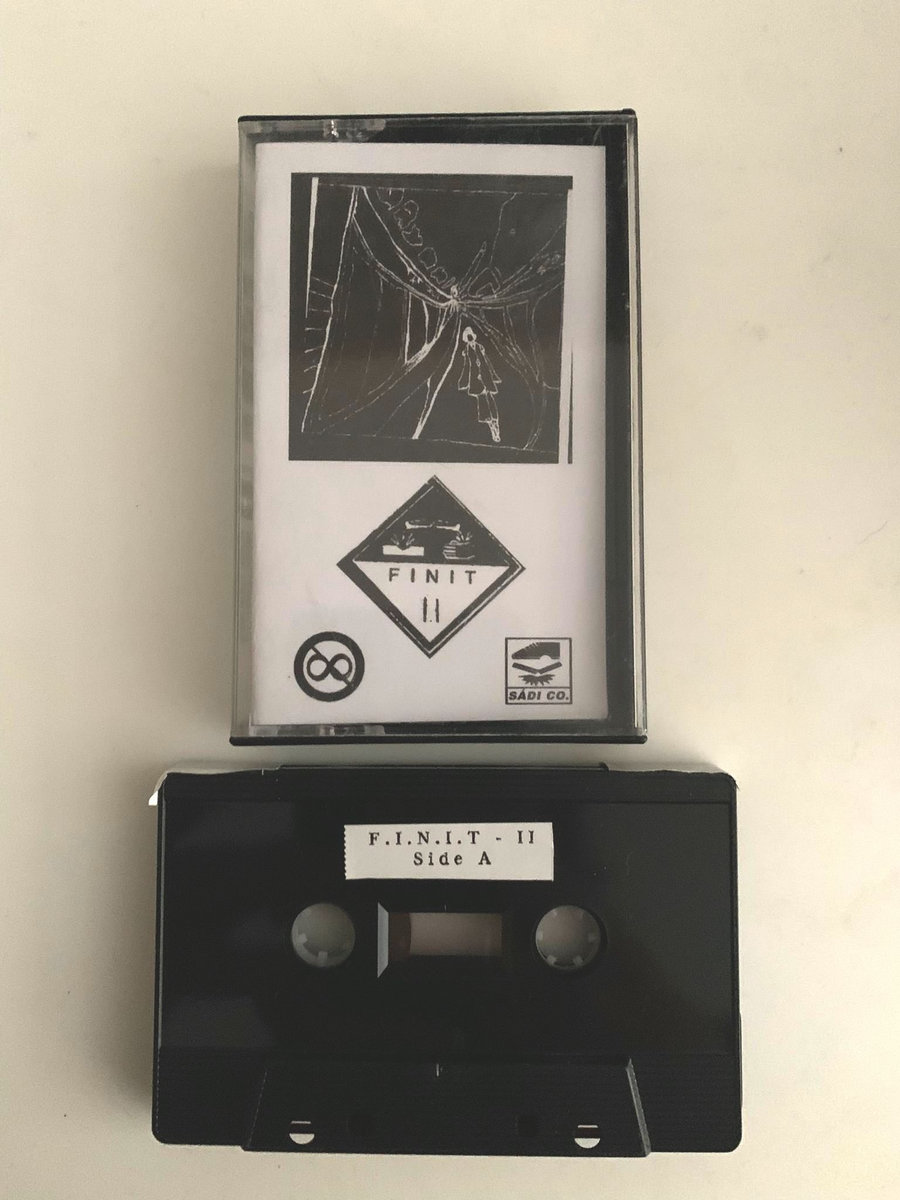 FINIT
II
SÁDI CO.
F.I.N.I.T - II
Side A